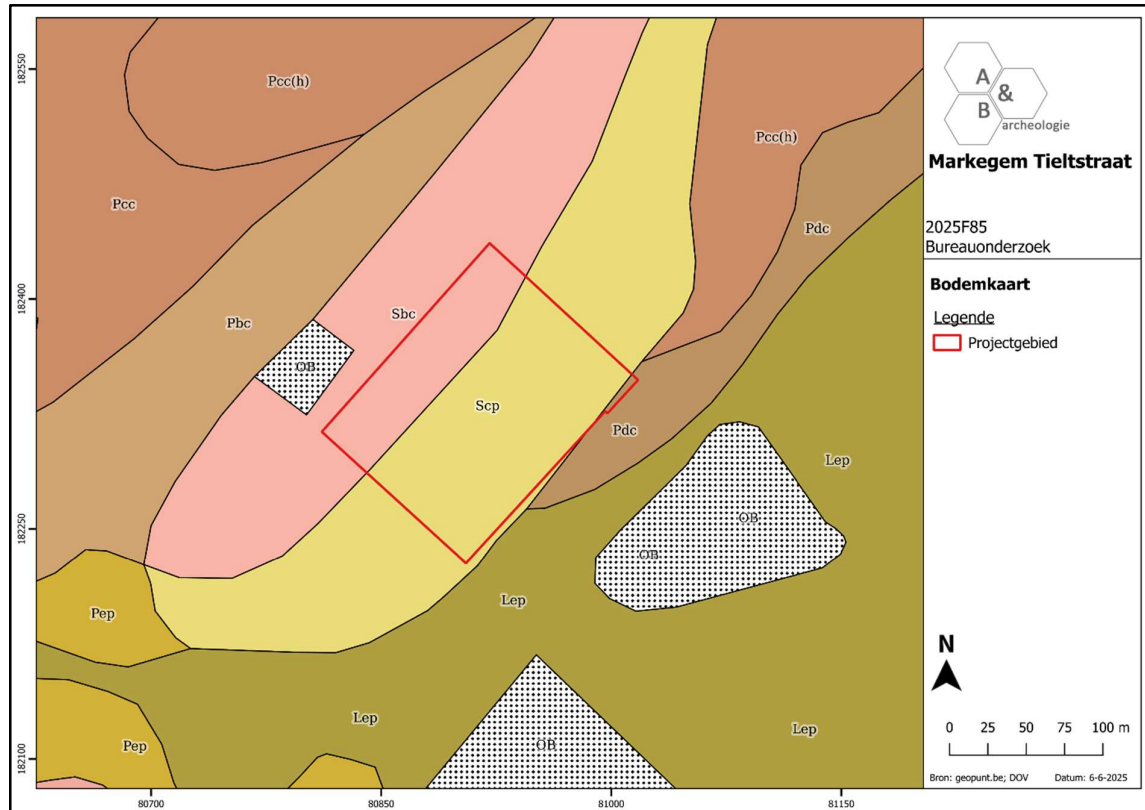 A
&
B
archeologie
Markegem Tieltstraat
2025F85
Bureauonderzoek
Bodemkaart
Legende
Projectgebied
N
0 25 50 75 100 m
Bron: geopunt.be; DOV Datum: 6-6-2025
182550
182400
182250
182100
80700 80850 81000 81150
Pcc(h)
Pcc(h)
Pcc
Pdc
Pbc
Sbc
OB
Scp
Pdc
Lep
OB
OB
Lep
Pep
Lep
Lep
Pep
OB